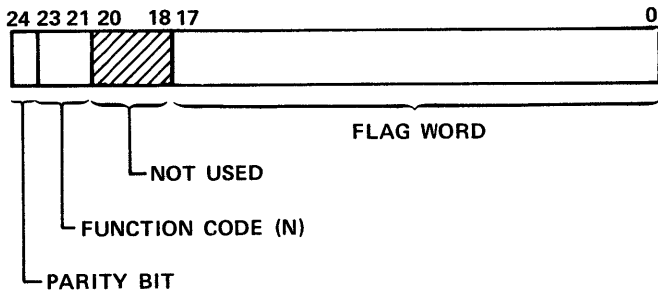 24 23 21 20 18 17 0
FLAG WORD
NOT USED
FUNCTION CODE (N)
PARITY BIT